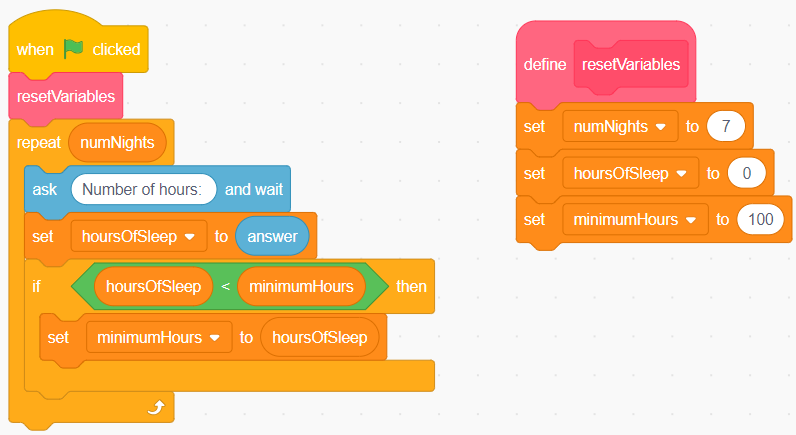 when clicked
resetVariables
repeat numNights
ask Number of hours: and wait
set hoursOfSleep to answer
if hoursOfSleep < minimumHours then
set minimumHours to hoursOfSleep
define resetVariables
set numNights to 7
set hoursOfSleep to 0
set minimumHours to 100